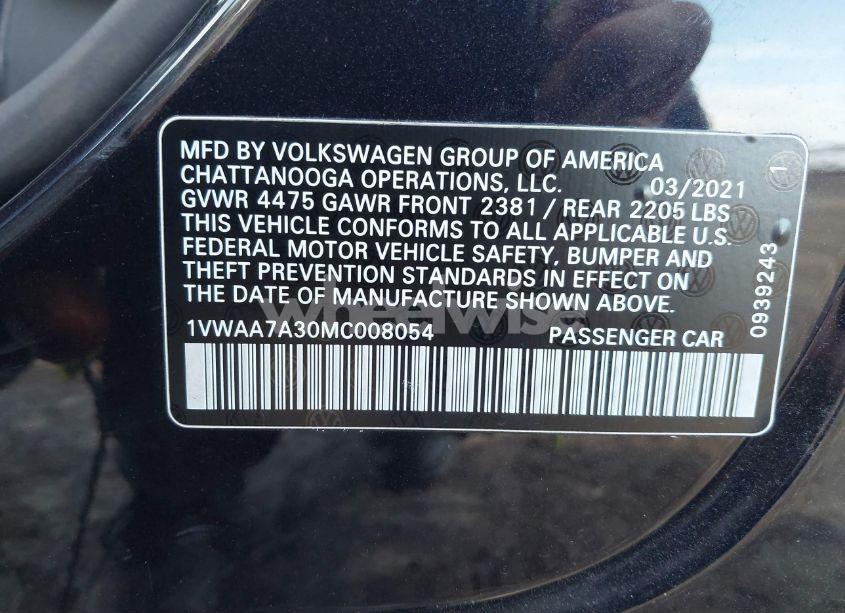 MFD BY VOLKSWAGEN GROUP OF AMERICA
CHATTANOOGA OPERATIONS, LLC. 03/2021
GVWR 4475 GAWR FRONT 2381 / REAR 2205 LBS
THIS VEHICLE CONFORMS TO ALL APPLICABLE U.S.
FEDERAL MOTOR VEHICLE SAFETY, BUMPER AND
THEFT PREVENTION STANDARDS IN EFFECT ON
THE DATE OF MANUFACTURE SHOWN ABOVE.
1VWAA7A30MC008054 PASSENGER CAR
0939243 1
wheelwise